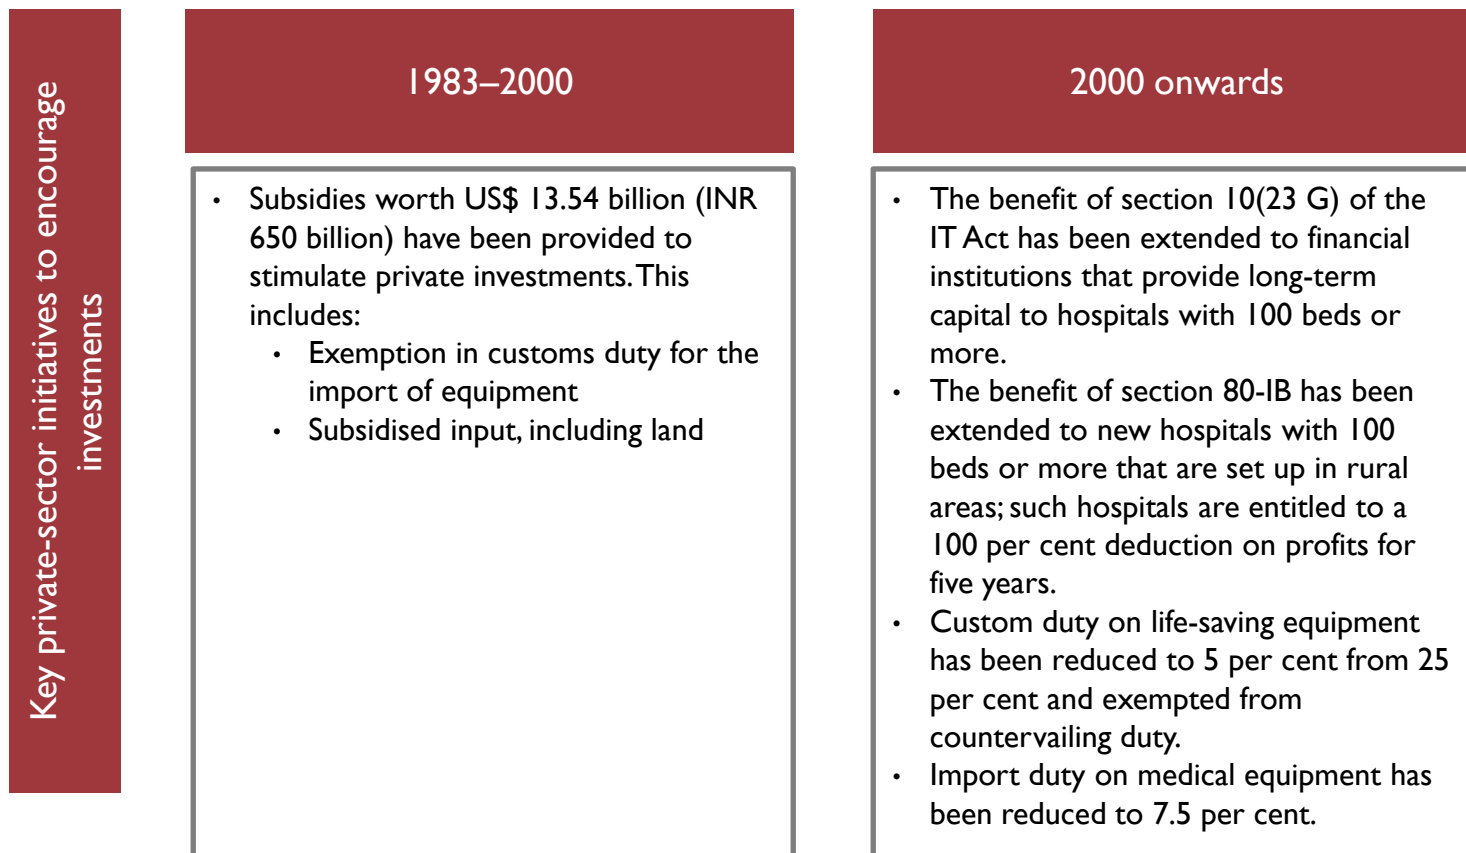 Key private-sector initiatives to encourage
investments
1983–2000
• Subsidies worth US$ 13.54 billion (INR
650 billion) have been provided to
stimulate private investments. This
includes:
• Exemption in customs duty for the
import of equipment
• Subsidised input, including land
2000 onwards
• The benefit of section 10(23 G) of the
IT Act has been extended to financial
institutions that provide long-term
capital to hospitals with 100 beds or
more.
• The benefit of section 80-IB has been
extended to new hospitals with 100
beds or more that are set up in rural
areas; such hospitals are entitled to a
100 per cent deduction on profits for
five years.
• Custom duty on life-saving equipment
has been reduced to 5 per cent from 25
per cent and exempted from
countervailing duty.
• Import duty on medical equipment has
been reduced to 7.5 per cent.